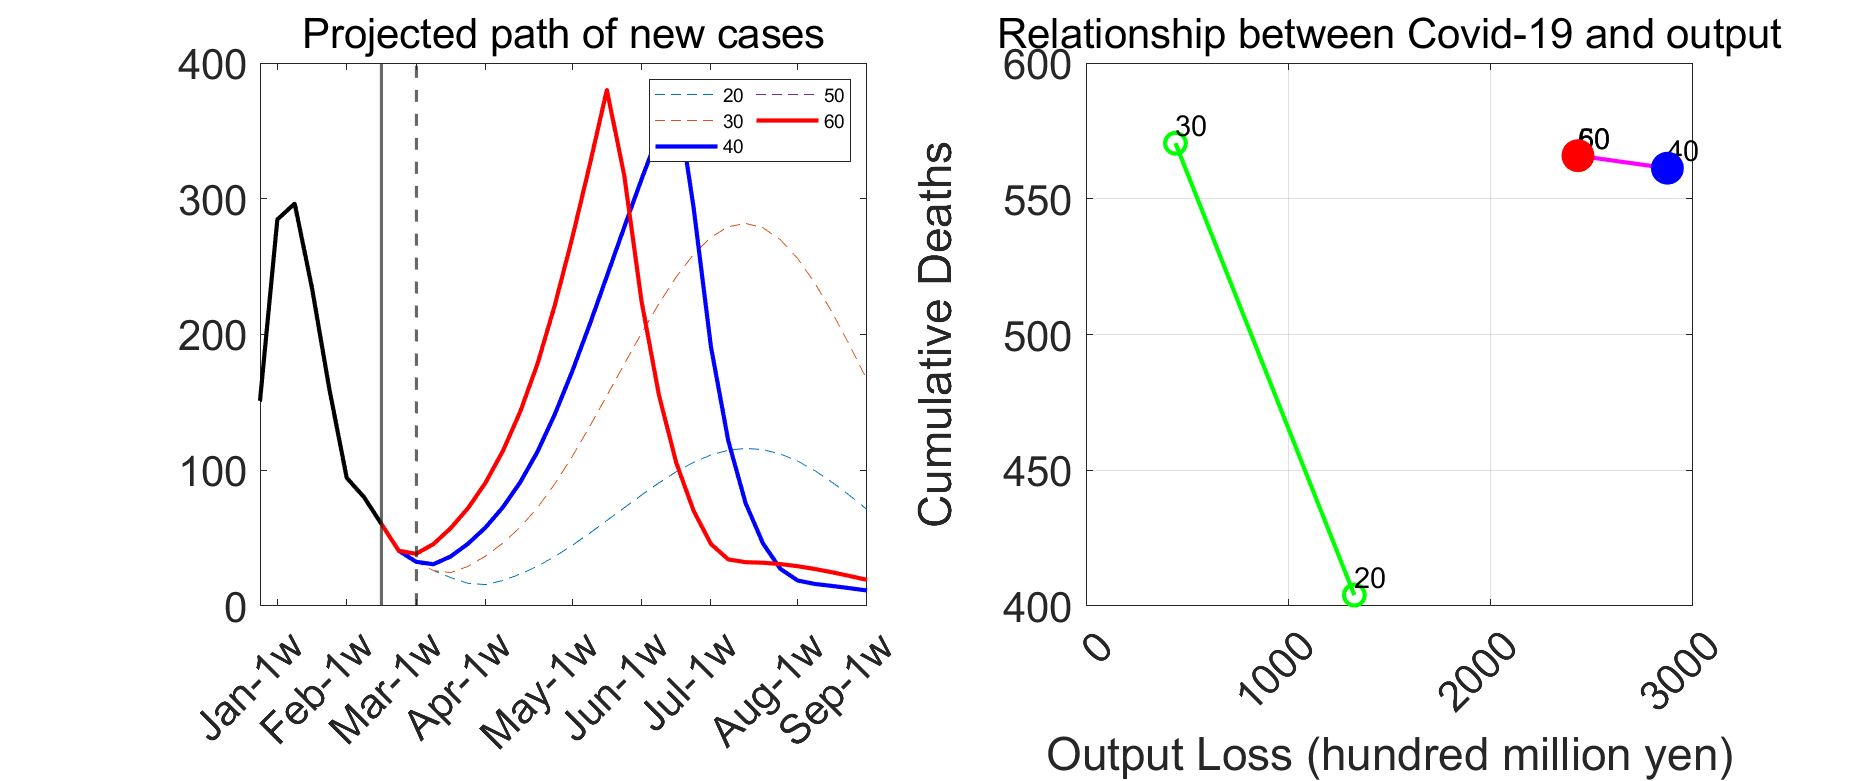 Projected path of new cases
400
300
200
100
0
20
50
30
60
40
Jan-1w
Feb-1w
Mar-1w
Apr-1w
May-1w
Jun-1w
Jul-1w
Aug-1w
Sep-1w
Relationship between Covid-19 and output
Cumulative Deaths
600
550
500
450
400
30
60
40
20
0
1000
2000
3000
Output Loss (hundred million yen)